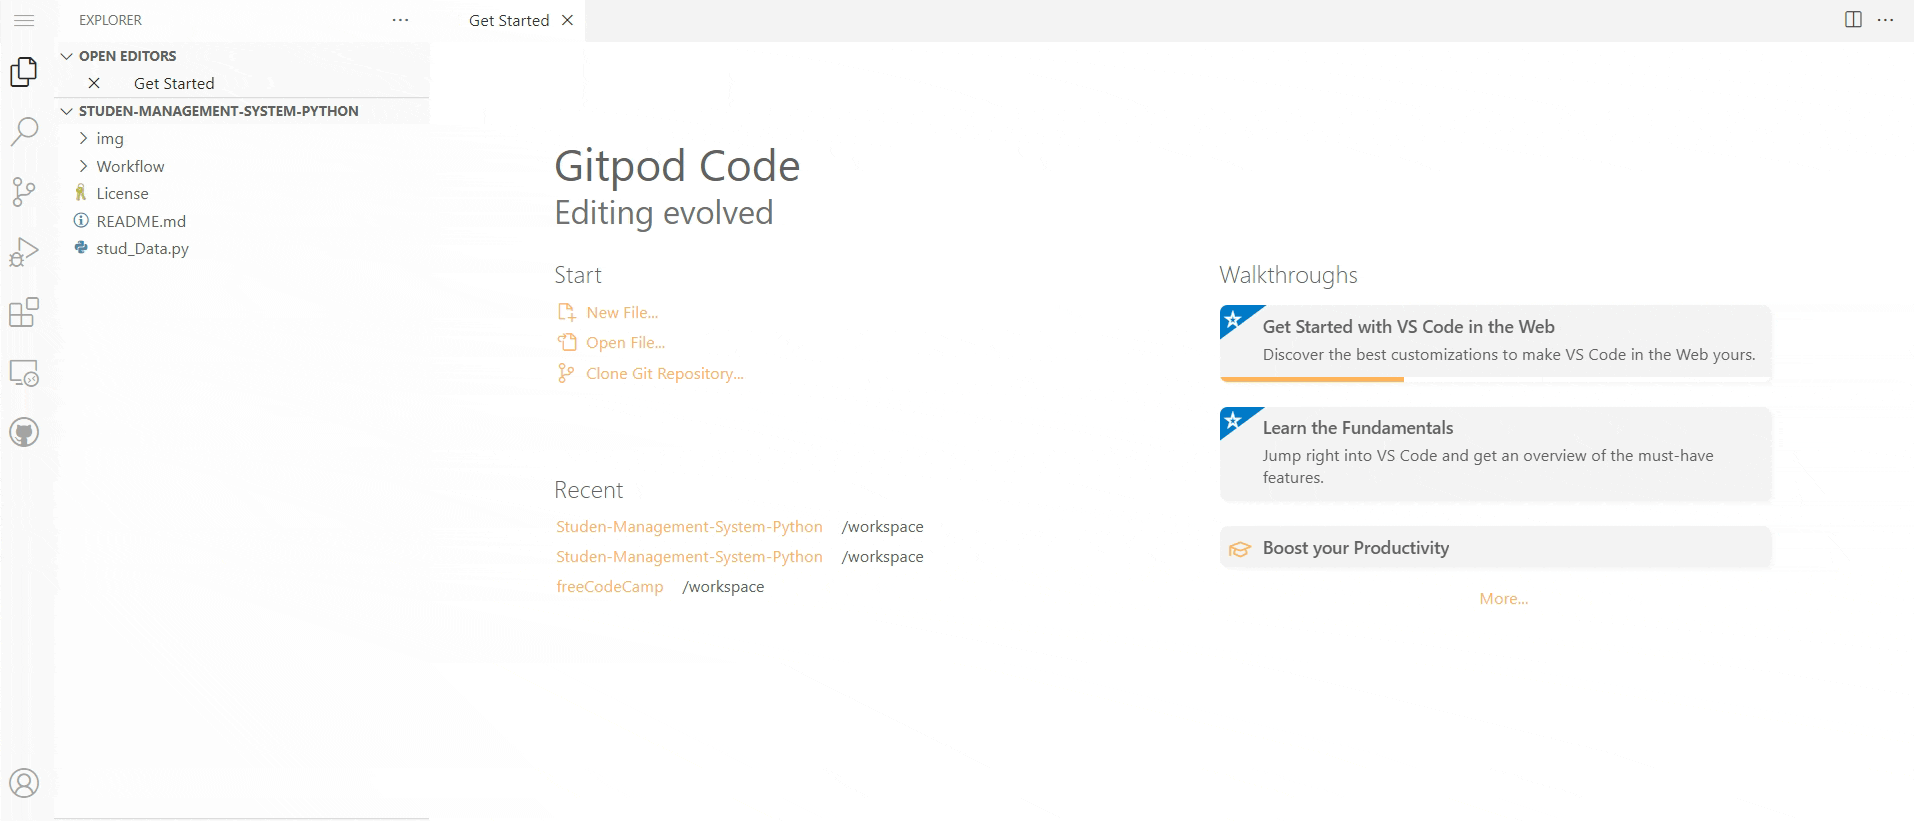 EXPLORER
OPEN EDITORS
Get Started
STUDEN-MANAGEMENT-SYSTEM-PYTHON
img
Workflow
License
README.md
stud_Data.py
Get Started
Gitpod Code
Editing evolved
Start
New File...
Open File...
Clone Git Repository...
Recent
Studen-Management-System-Python /workspace
Studen-Management-System-Python /workspace
freeCodeCamp /workspace
Walkthroughs
Get Started with VS Code in the Web
Discover the best customizations to make VS Code in the Web yours.
Learn the Fundamentals
Jump right into VS Code and get an overview of the must-have
features.
Boost your Productivity
More...